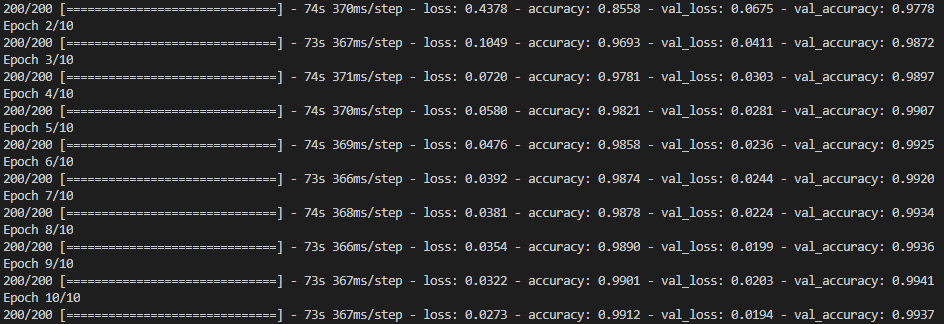 200/200 [==============================] - 74s 370ms/step - loss: 0.4378 - accuracy: 0.8558 - val_loss: 0.0675 - val_accuracy: 0.9778
Epoch 2/10
200/200 [==============================] - 73s 367ms/step - loss: 0.1049 - accuracy: 0.9693 - val_loss: 0.0411 - val_accuracy: 0.9872
Epoch 3/10
200/200 [==============================] - 74s 371ms/step - loss: 0.0720 - accuracy: 0.9781 - val_loss: 0.0303 - val_accuracy: 0.9897
Epoch 4/10
200/200 [==============================] - 74s 370ms/step - loss: 0.0580 - accuracy: 0.9821 - val_loss: 0.0281 - val_accuracy: 0.9907
Epoch 5/10
200/200 [==============================] - 74s 369ms/step - loss: 0.0476 - accuracy: 0.9858 - val_loss: 0.0236 - val_accuracy: 0.9925
Epoch 6/10
200/200 [==============================] - 73s 366ms/step - loss: 0.0392 - accuracy: 0.9874 - val_loss: 0.0244 - val_accuracy: 0.9920
Epoch 7/10
200/200 [==============================] - 74s 368ms/step - loss: 0.0381 - accuracy: 0.9878 - val_loss: 0.0224 - val_accuracy: 0.9934
Epoch 8/10
200/200 [==============================] - 73s 366ms/step - loss: 0.0354 - accuracy: 0.9890 - val_loss: 0.0199 - val_accuracy: 0.9936
Epoch 9/10
200/200 [==============================] - 73s 367ms/step - loss: 0.0322 - accuracy: 0.9901 - val_loss: 0.0203 - val_accuracy: 0.9941
Epoch 10/10
200/200 [==============================] - 73s 367ms/step - loss: 0.0273 - accuracy: 0.9912 - val_loss: 0.0194 - val_accuracy: 0.9937